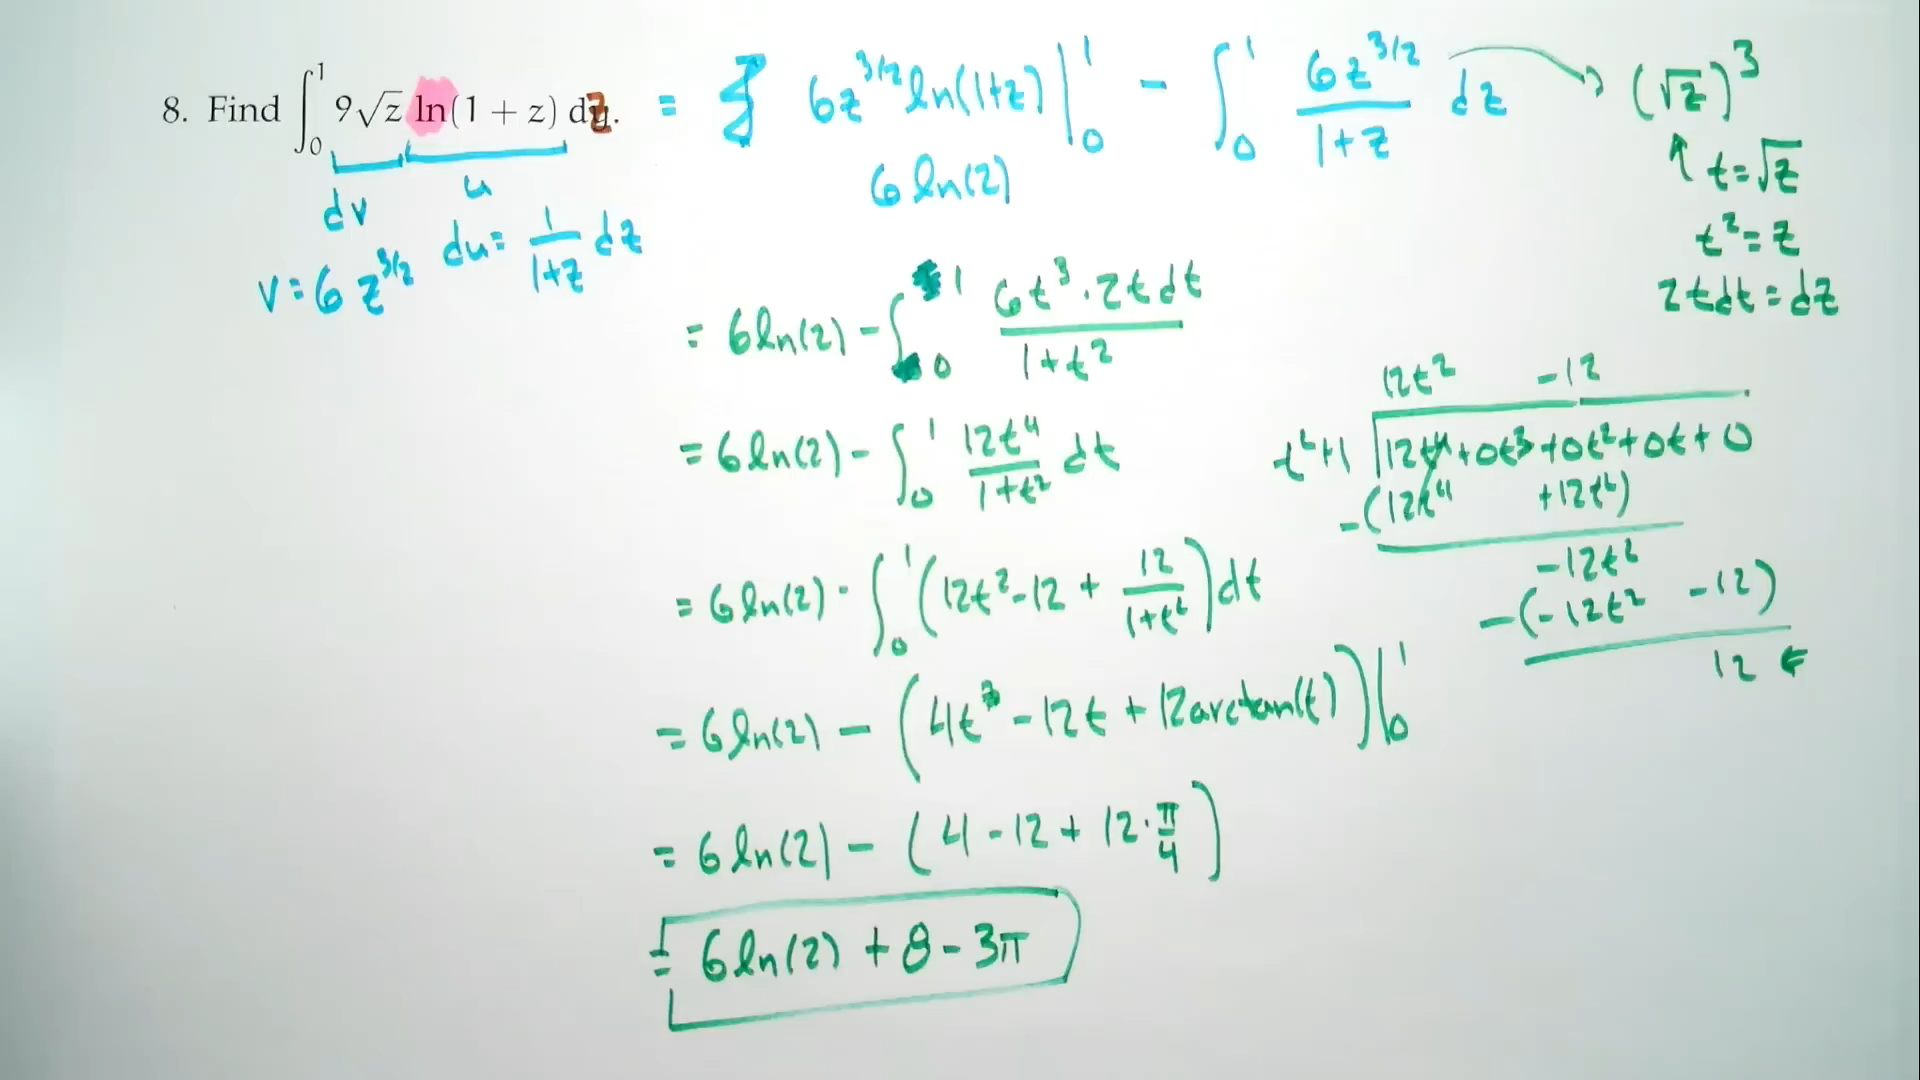 8. Find ∫₀¹ 9√z ln(1 + z) dz. = 6z^{3/2} ln(1+z) |₀¹ − ∫₀¹ 6z^{3/2}/(1+z) dz → (√z)³
dv u 6 ln(2) ↑ t=√z
v = 6z^{3/2} du = 1/(1+z) dz t² = z
2tdt = dz
= 6ln(2) − ∫₀¹ 6t³·2tdt/(1+t²)
12t² −12
= 6ln(2) − ∫₀¹ 12t⁴/(1+t²) dt t²+1 12t⁴+0t³+0t²+0t+0
−(12t⁴ +12t²)
−12t²
= 6ln(2) - ∫₀¹ (12t²−12 + 12/(1+t²)) dt −(−12t² −12)
12 ←
= 6ln(2) − (4t³ −12t + 12arctan(t)) |₀¹
= 6ln(2) − (4 −12 + 12·π/4)
= 6ln(2) + 8 − 3π